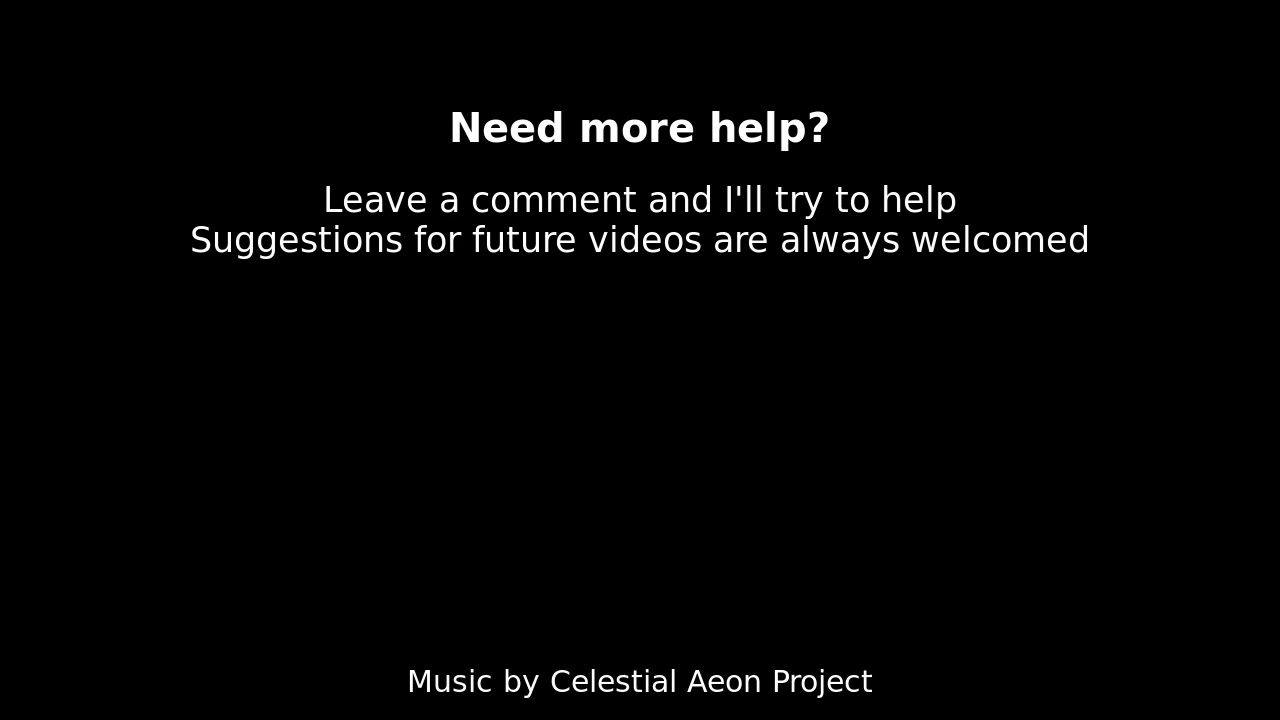 Need more help?
Leave a comment and I'll try to help
Suggestions for future videos are always welcomed
Music by Celestial Aeon Project